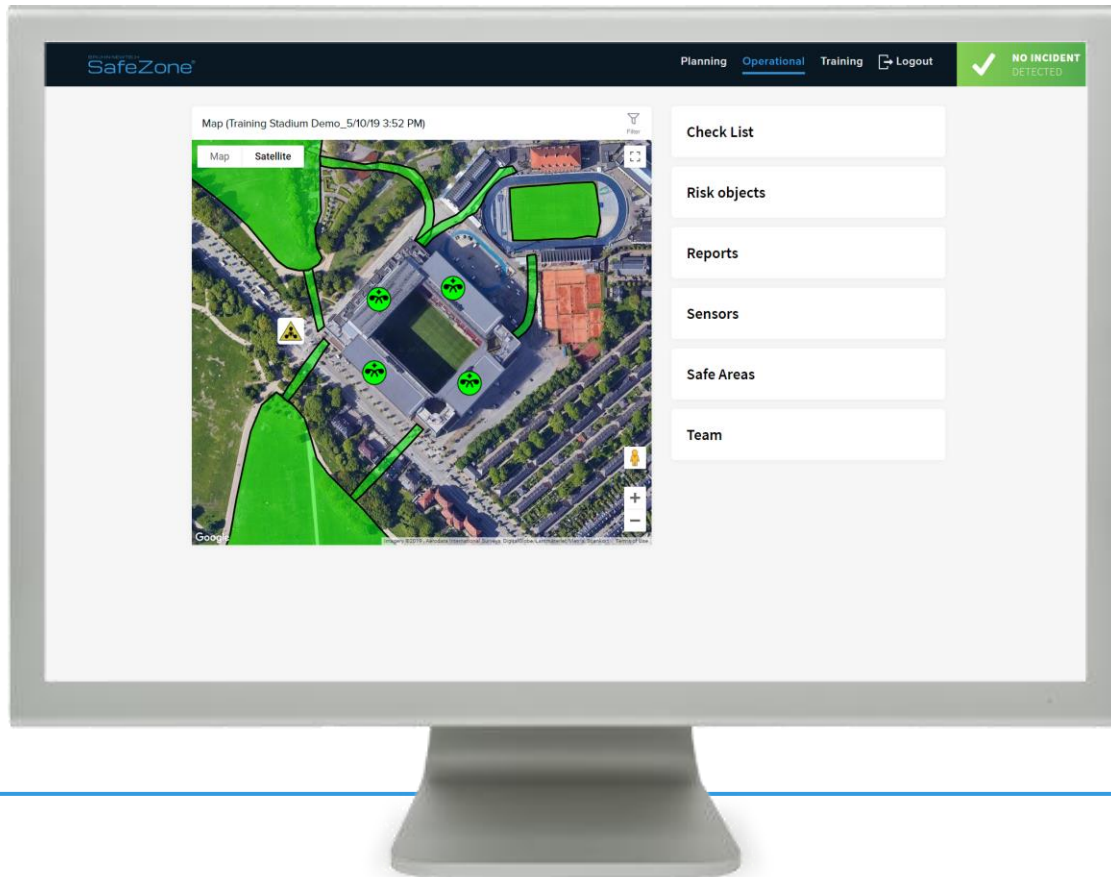 SafeZone®
Planning Operational Training Logout
NO INCIDENT
DETECTED
Map (Training Stadium Demo_5/10/19 3:52 PM)
Filter
Map Satellite
Google
Check List
Risk objects
Reports
Sensors
Safe Areas
Team